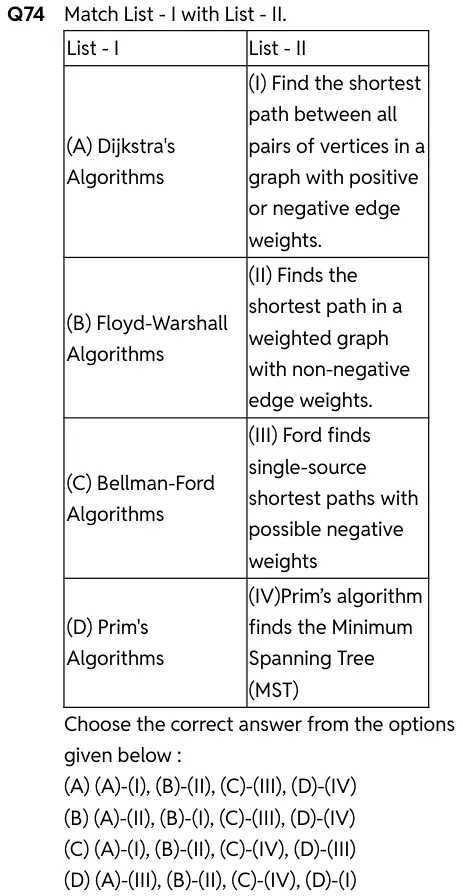 Q74 Match List - I with List - II.
List - I
List - II
(A) Dijkstra's
Algorithms
(I) Find the shortest
path between all
pairs of vertices in a
graph with positive
or negative edge
weights.
(B) Floyd-Warshall
Algorithms
(II) Finds the
shortest path in a
weighted graph
with non-negative
edge weights.
(C) Bellman-Ford
Algorithms
(III) Ford finds
single-source
shortest paths with
possible negative
weights
(D) Prim's
Algorithms
(IV)Prim’s algorithm
finds the Minimum
Spanning Tree
(MST)
Choose the correct answer from the options
given below :
(A) (A)-(I), (B)-(II), (C)-(III), (D)-(IV)
(B) (A)-(II), (B)-(I), (C)-(III), (D)-(IV)
(C) (A)-(I), (B)-(II), (C)-(IV), (D)-(III)
(D) (A)-(III), (B)-(II), (C)-(IV), (D)-(I)